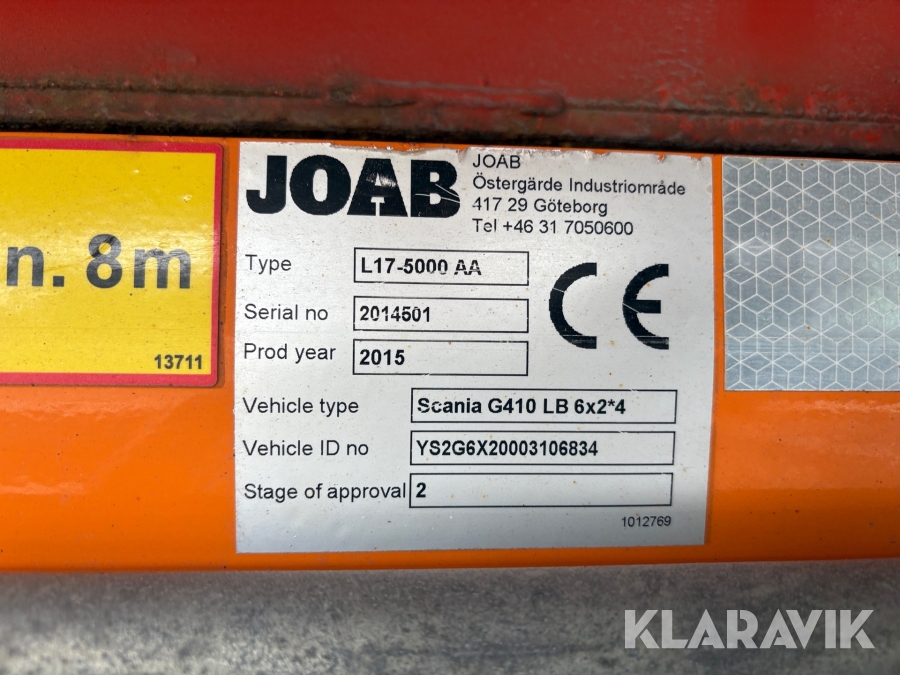 n. 8m
13711
JOAB
JOAB
Östergärde Industriområde
417 29 Göteborg
Tel +46 31 7050600
Type L17-5000 AA
Serial no 2014501
Prod year 2015
CE
Vehicle type Scania G410 LB 6x2*4
Vehicle ID no YS2G6X20003106834
Stage of approval 2
1012769
KLARAVIK